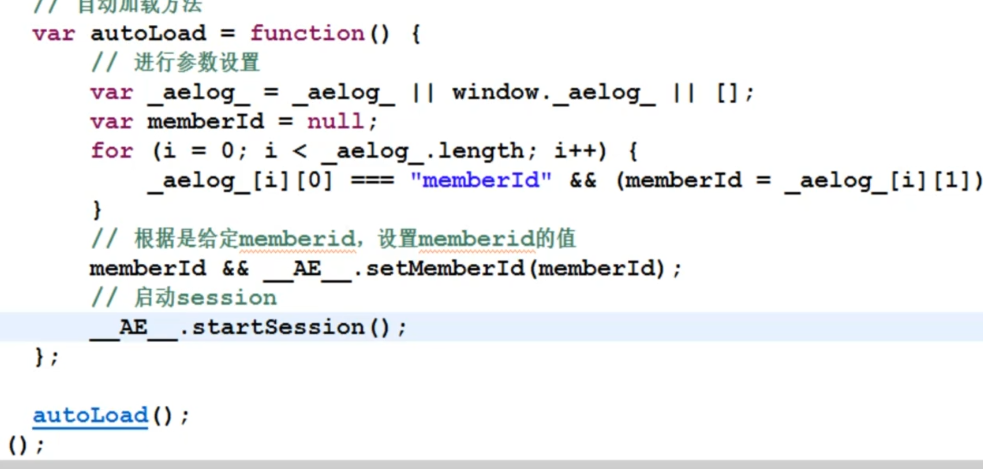 // 自动加载方法
var autoLoad = function() {
// 进行参数设置
var _aelog_ = _aelog_ || window._aelog_ || [];
var memberId = null;
for (i = 0; i < _aelog_.length; i++) {
_aelog_[i][0] === "memberId" && (memberId = _aelog_[i][1])
}
// 根据是给定memberid，设置memberid的值
memberId && __AE__.setMemberId(memberId);
// 启动session
__AE__.startSession();
};
autoLoad();
();